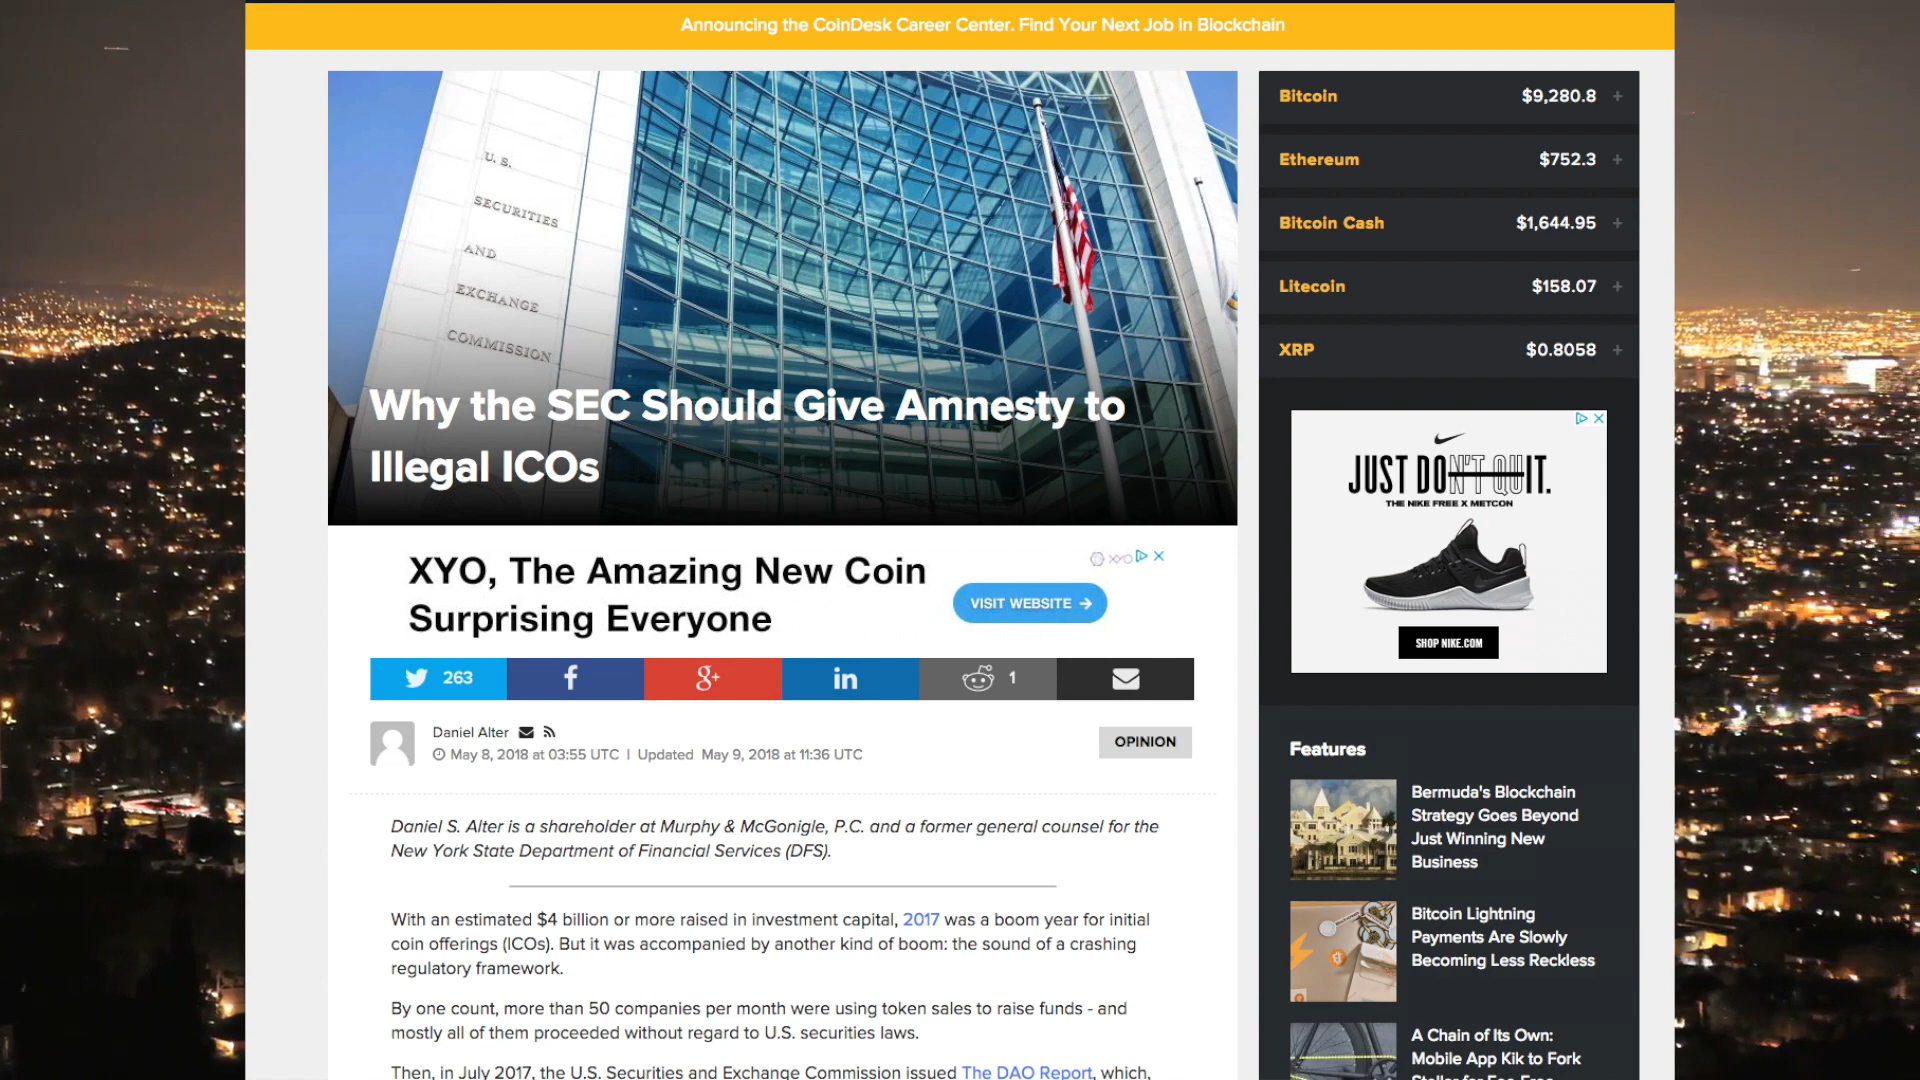 Announcing the CoinDesk Career Center. Find Your Next Job in Blockchain
U. S.
SECURITIES
AND
EXCHANGE
COMMISSION
Why the SEC Should Give Amnesty to
Illegal ICOs
XYO, The Amazing New Coin
Surprising Everyone
XYO
VISIT WEBSITE →
263
f
g+
in
1
Daniel Alter
May 8, 2018 at 03:55 UTC | Updated May 9, 2018 at 11:36 UTC
OPINION
Daniel S. Alter is a shareholder at Murphy & McGonigle, P.C. and a former general counsel for the
New York State Department of Financial Services (DFS).
With an estimated $4 billion or more raised in investment capital, 2017 was a boom year for initial
coin offerings (ICOs). But it was accompanied by another kind of boom: the sound of a crashing
regulatory framework.
By one count, more than 50 companies per month were using token sales to raise funds - and
mostly all of them proceeded without regard to U.S. securities laws.
Then, in July 2017, the U.S. Securities and Exchange Commission issued The DAO Report, which,
Bitcoin $9,280.8 +
Ethereum $752.3 +
Bitcoin Cash $1,644.95 +
Litecoin $158.07 +
XRP $0.8058 +
JUST DON'T QUIT.
THE NIKE FREE X METCON
SHOP NIKE.COM
Features
Bermuda's Blockchain
Strategy Goes Beyond
Just Winning New
Business
Bitcoin Lightning
Payments Are Slowly
Becoming Less Reckless
A Chain of Its Own:
Mobile App Kik to Fork
Stellar for Fee-Free